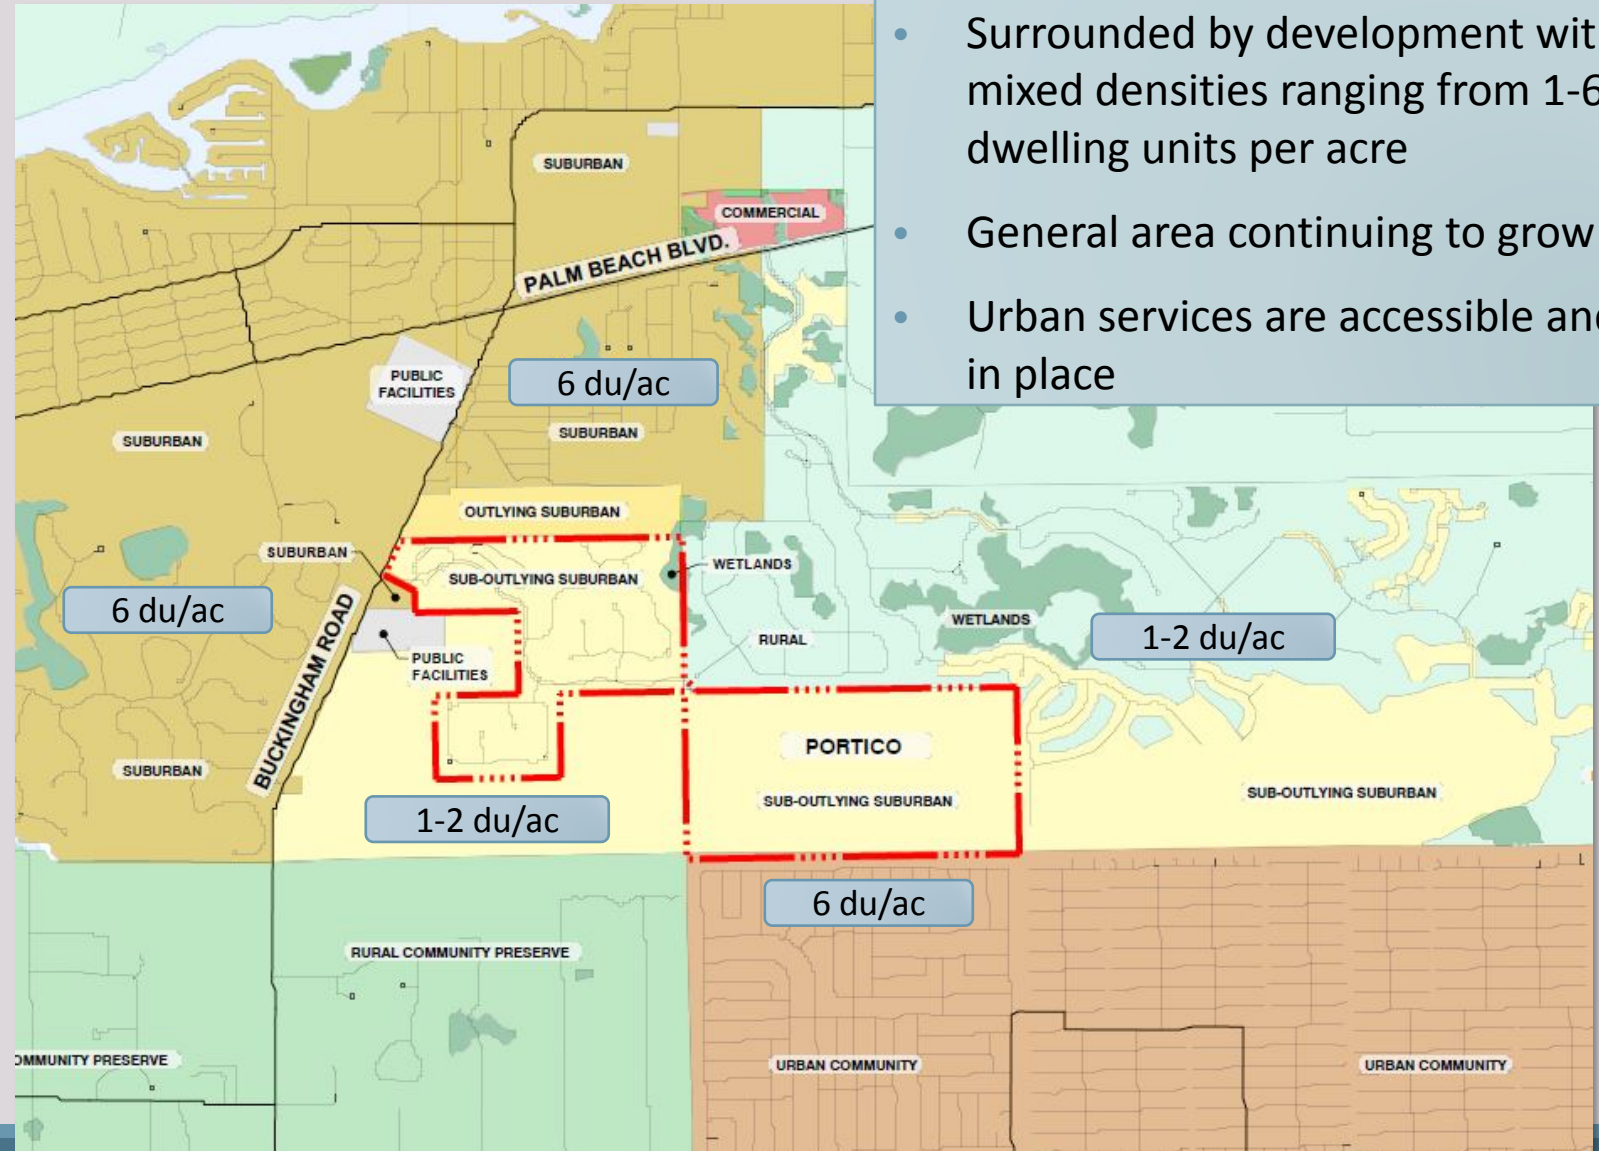 • Surrounded by development wit
mixed densities ranging from 1-6
dwelling units per acre
• General area continuing to grow
• Urban services are accessible and
in place
SUBURBAN
COMMERCIAL
PALM BEACH BLVD.
PUBLIC
FACILITIES
6 du/ac
SUBURBAN
SUBURBAN
OUTLYING SUBURBAN
SUBURBAN
WETLANDS
SUB-OUTLYING SUBURBAN
6 du/ac
WETLANDS
1-2 du/ac
RURAL
BUCKINGHAM ROAD
PUBLIC
FACILITIES
PORTICO
SUBURBAN
SUB-OUTLYING SUBURBAN
SUB-OUTLYING SUBURBAN
1-2 du/ac
6 du/ac
RURAL COMMUNITY PRESERVE
OMMUNITY PRESERVE
URBAN COMMUNITY
URBAN COMMUNITY